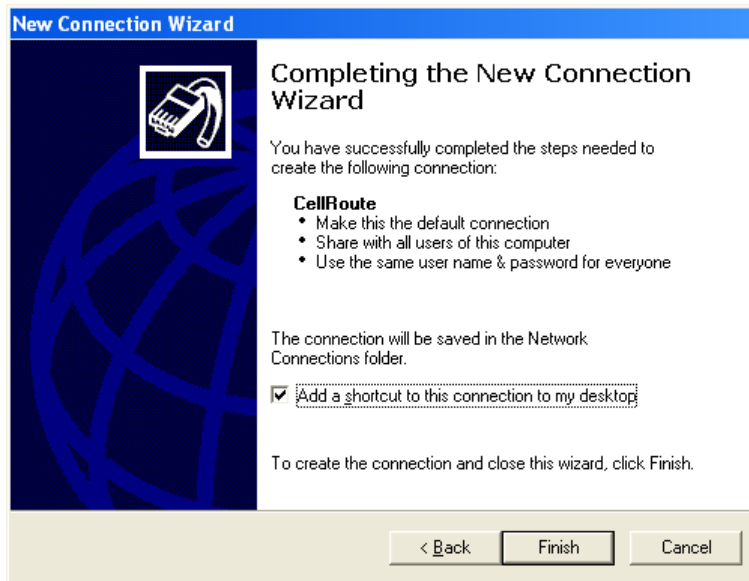 New Connection Wizard
Completing the New Connection
Wizard
You have successfully completed the steps needed to
create the following connection:
CellRoute
• Make this the default connection
• Share with all users of this computer
• Use the same user name & password for everyone
The connection will be saved in the Network
Connections folder.
Add a shortcut to this connection to my desktop
To create the connection and close this wizard, click Finish.
< Back Finish Cancel